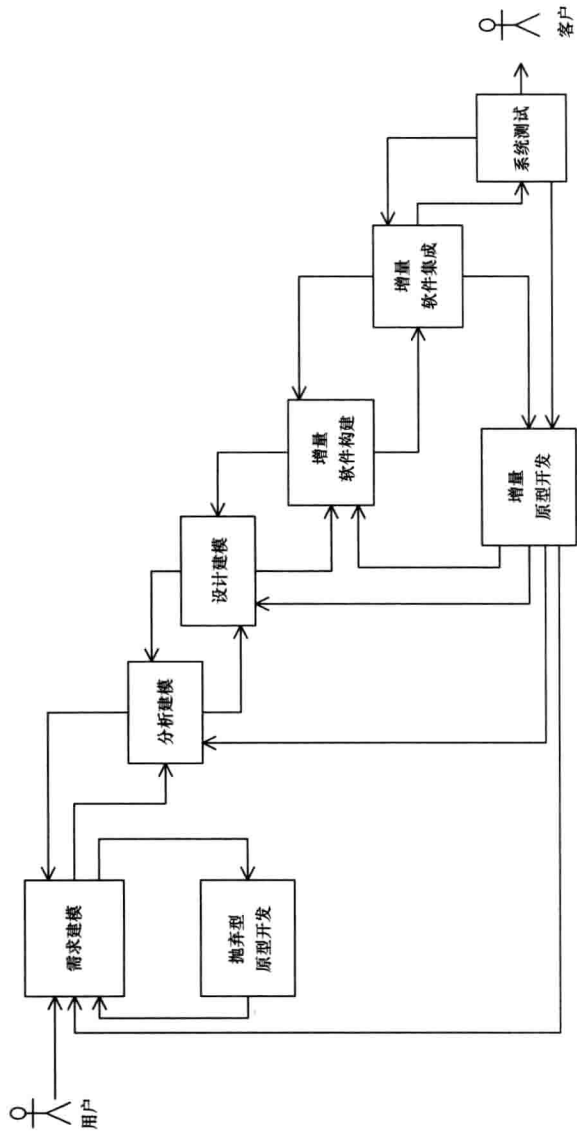 用户
需求建模
抛弃型
原型开发
分析建模
设计建模
增量
软件构建
增量
软件集成
系统测试
增量
原型开发
客户